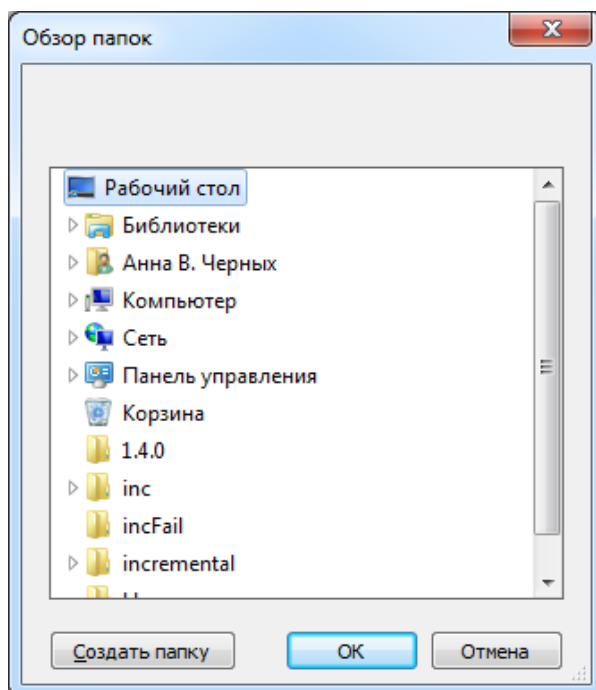 Обзор папок
Рабочий стол
Библиотеки
Анна В. Черных
Компьютер
Сеть
Панель управления
Корзина
1.4.0
inc
incFail
incremental
Создать папку
ОК
Отмена